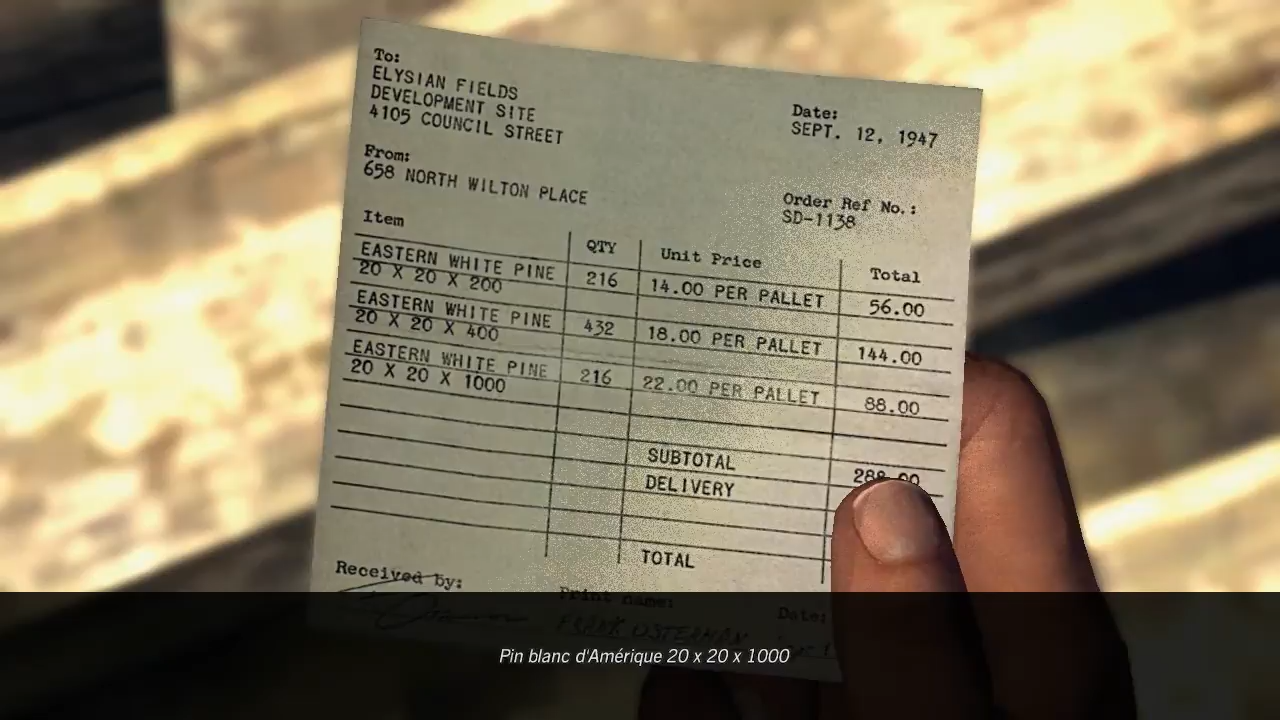 To:
ELYSIAN FIELDS
DEVELOPMENT SITE
4105 COUNCIL STREET
Date:
SEPT. 12, 1947
From:
658 NORTH WILTON PLACE
Order Ref No.:
SD-1138
Item QTY Unit Price Total
EASTERN WHITE PINE
20 X 20 X 200 216 14.00 PER PALLET 56.00
EASTERN WHITE PINE
20 X 20 X 400 432 18.00 PER PALLET 144.00
EASTERN WHITE PINE
20 X 20 X 1000 216 22.00 PER PALLET 88.00
SUBTOTAL 288.00
DELIVERY
TOTAL
Received by: Print name: Date:
FRANK OSTERMAN
Pin blanc d'Amérique 20 x 20 x 1000